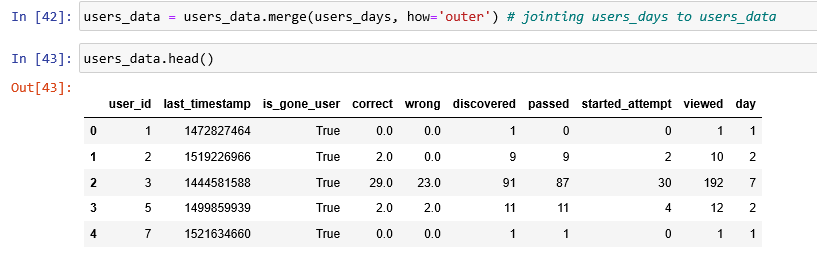 In [42]: users_data = users_data.merge(users_days, how='outer') # jointing users_days to users_data
In [43]: users_data.head()
Out[43]:
user_id last_timestamp is_gone_user correct wrong discovered passed started_attempt viewed day
0 1 1472827464 True 0.0 0.0 1 0 0 1 1
1 2 1519226966 True 2.0 0.0 9 9 2 10 2
2 3 1444581588 True 29.0 23.0 91 87 30 192 7
3 5 1499859939 True 2.0 2.0 11 11 4 12 2
4 7 1521634660 True 0.0 0.0 1 1 0 1 1